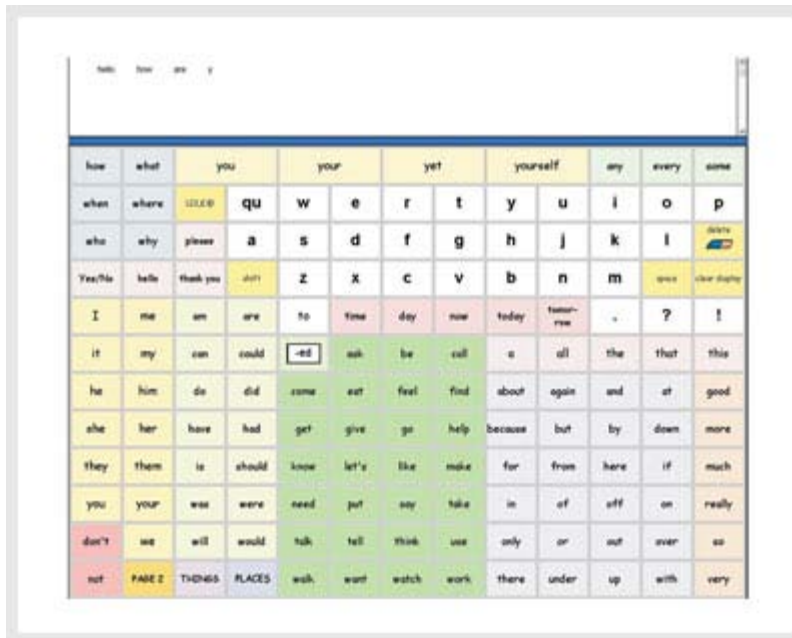 hello how are y
how what you your yet yourself any every some
when where qu w e r t y u i o p
who why please a s d f g h j k l delete
Yes/No hello thank you shift z x c v b n m space clear display
I me am are to time day now today tomor-row . ? !
it my can could -ed ask be call a all the that this
he him do did come eat feel find about again and at good
she her have had get give go help because but by down more
they them is should know let's like make for from here if much
you your was were need put say take in of off on really
don't we will would talk tell think use only or out over so
not PAGE 2 THINGS PLACES walk want watch work there under up with very